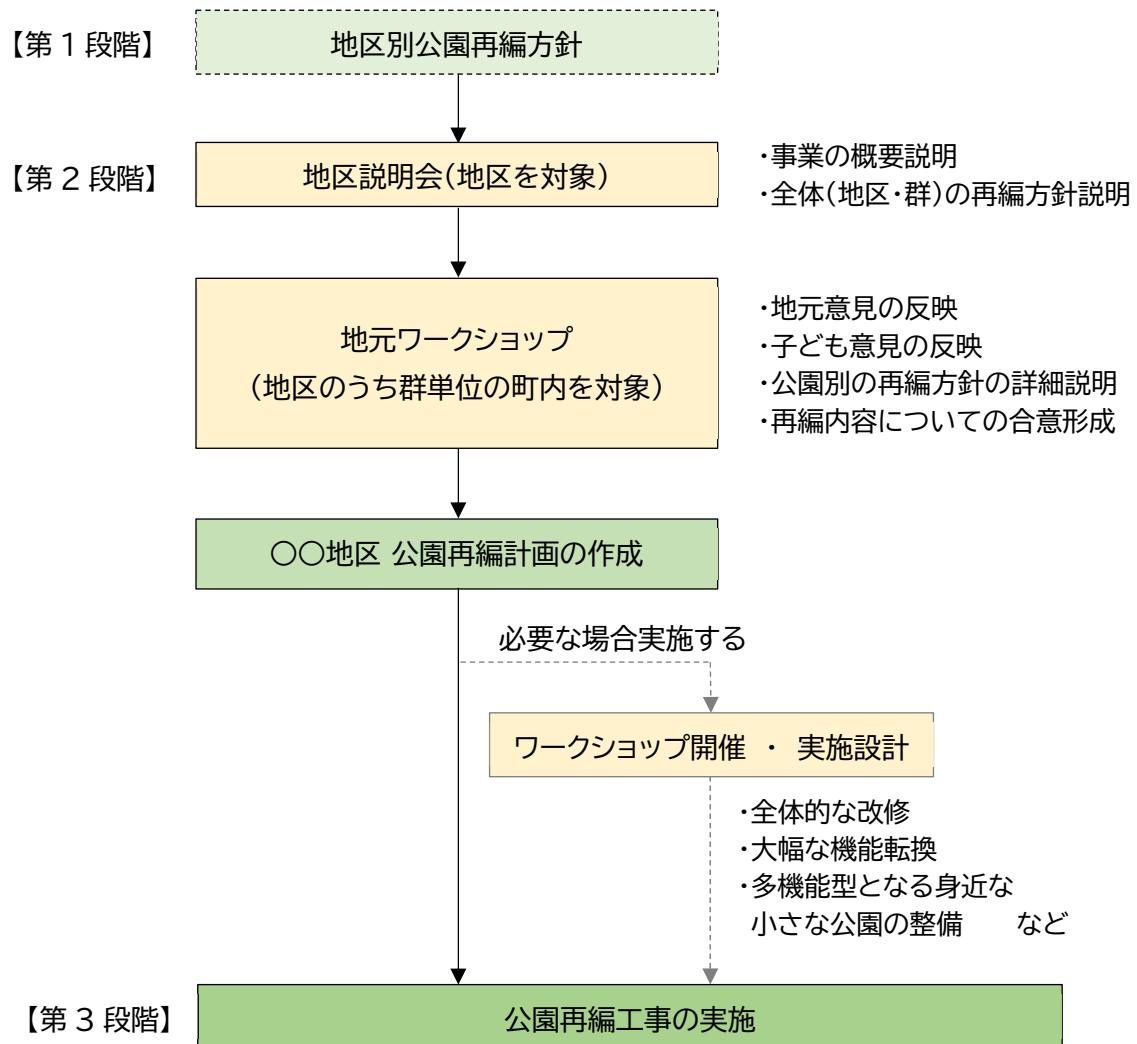 【第1段階】
地区別公園再編方針
【第2段階】
地区説明会(地区を対象)
・事業の概要説明
・全体(地区・群)の再編方針説明
地元ワークショップ
(地区のうち群単位の町内を対象)
・地元意見の反映
・子ども意見の反映
・公園別の再編方針の詳細説明
・再編内容についての合意形成
〇〇地区 公園再編計画の作成
必要な場合実施する
ワークショップ開催 ・ 実施設計
・全体的な改修
・大幅な機能転換
・多機能型となる身近な
小さな公園の整備 など
【第3段階】
公園再編工事の実施